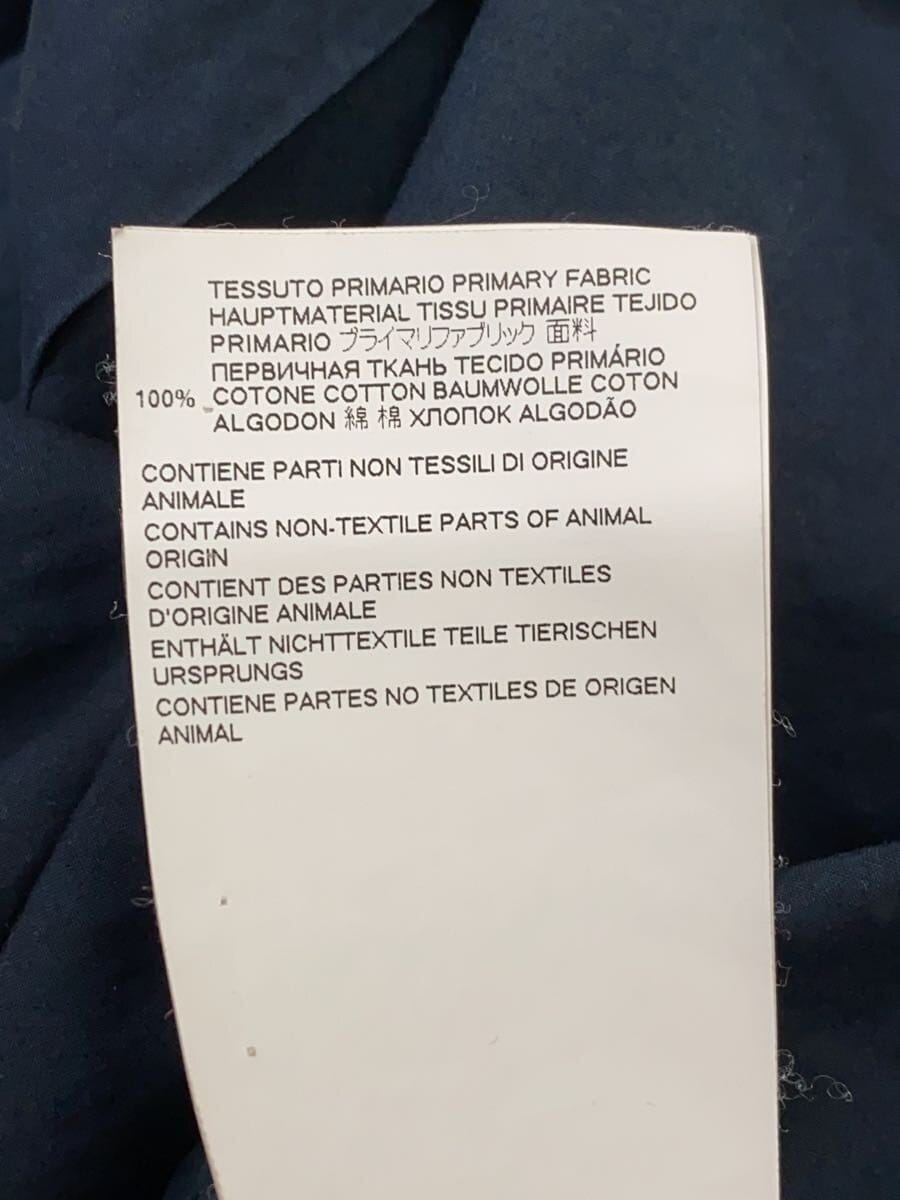 TESSUTO PRIMARIO PRIMARY FABRIC
HAUPTMATERIAL TISSU PRIMAIRE TEJIDO
PRIMARIO プライマリファブリック 面料
ПЕРВИЧНАЯ ТКАНЬ TECIDO PRIMÁRIO
100% COTONE COTTON BAUMWOLLE COTON
ALGODON 綿 棉 ХЛОПОК ALGODÃO
CONTIENE PARTI NON TESSILI DI ORIGINE
ANIMALE
CONTAINS NON-TEXTILE PARTS OF ANIMAL
ORIGIN
CONTIENT DES PARTIES NON TEXTILES
D'ORIGINE ANIMALE
ENTHÄLT NICHTTEXTILE TEILE TIERISCHEN
URSPRUNGS
CONTIENE PARTES NO TEXTILES DE ORIGEN
ANIMAL